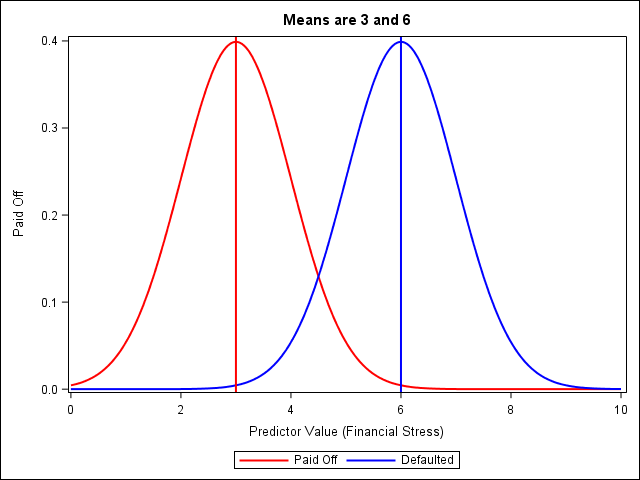 Means are 3 and 6
0.4
0.3
0.2
0.1
0.0
Paid Off
0 2 4 6 8 10
Predictor Value (Financial Stress)
Paid Off Defaulted